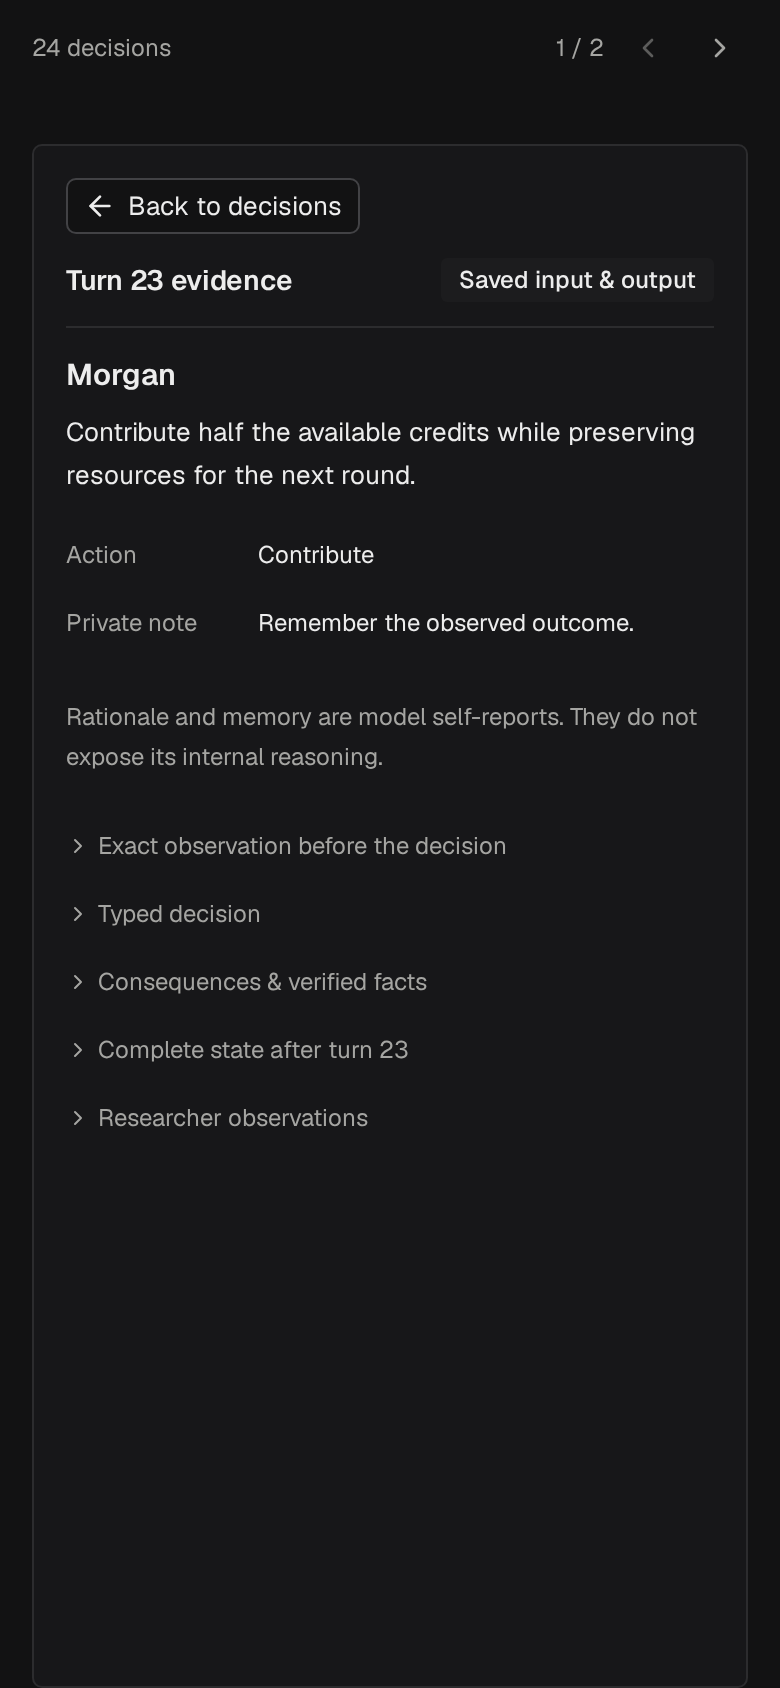 24 decisions
1 / 2
Back to decisions
Turn 23 evidence
Saved input & output
Morgan
Contribute half the available credits while preserving
resources for the next round.
Action
Contribute
Private note
Remember the observed outcome.
Rationale and memory are model self-reports. They do not
expose its internal reasoning.
Exact observation before the decision
Typed decision
Consequences & verified facts
Complete state after turn 23
Researcher observations